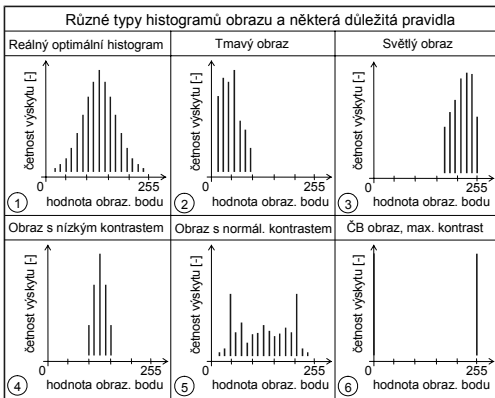 Různé typy histogramů obrazu a některá důležitá pravidla
Reálný optimální histogram
četnost výskytu [-]
0
255
1
hodnota obraz. bodu
Tmavý obraz
četnost výskytu [-]
0
255
2
hodnota obraz. bodu
Světlý obraz
četnost výskytu [-]
0
255
3
hodnota obraz. bodu
Obraz s nízkým kontrastem
četnost výskytu [-]
0
255
4
hodnota obraz. bodu
Obraz s normál. kontrastem
četnost výskytu [-]
0
255
5
hodnota obraz. bodu
ČB obraz, max. kontrast
četnost výskytu [-]
0
255
6
hodnota obraz. bodu